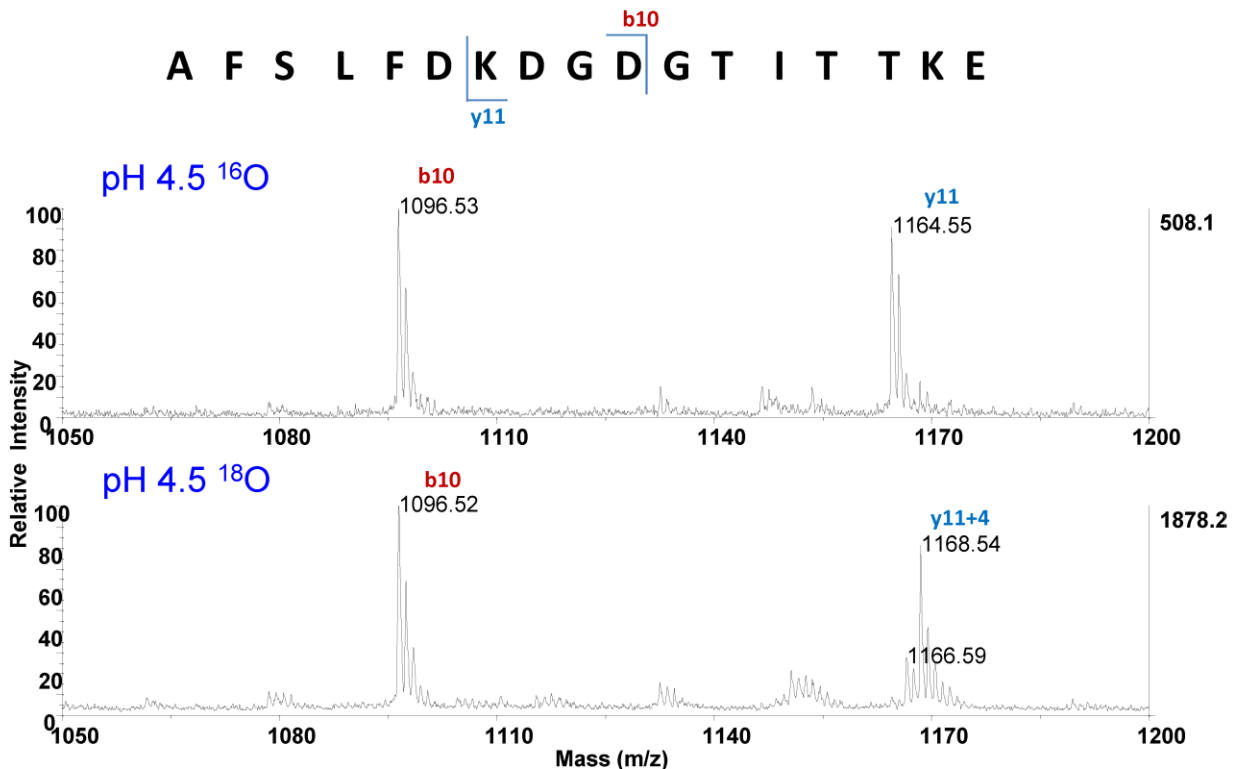 b10
A F S L F D K D G D G T I T T K E
y11
pH 4.5 ¹⁶O
b10
1096.53
y11
1164.55
508.1
100
80
60
40
20
0
1050 1080 1110 1140 1170 1200
Relative Intensity
pH 4.5 ¹⁸O
b10
1096.52
y11+4
1168.54
1166.59
1878.2
100
80
60
40
20
0
1050 1080 1110 1140 1170 1200
Mass (m/z)